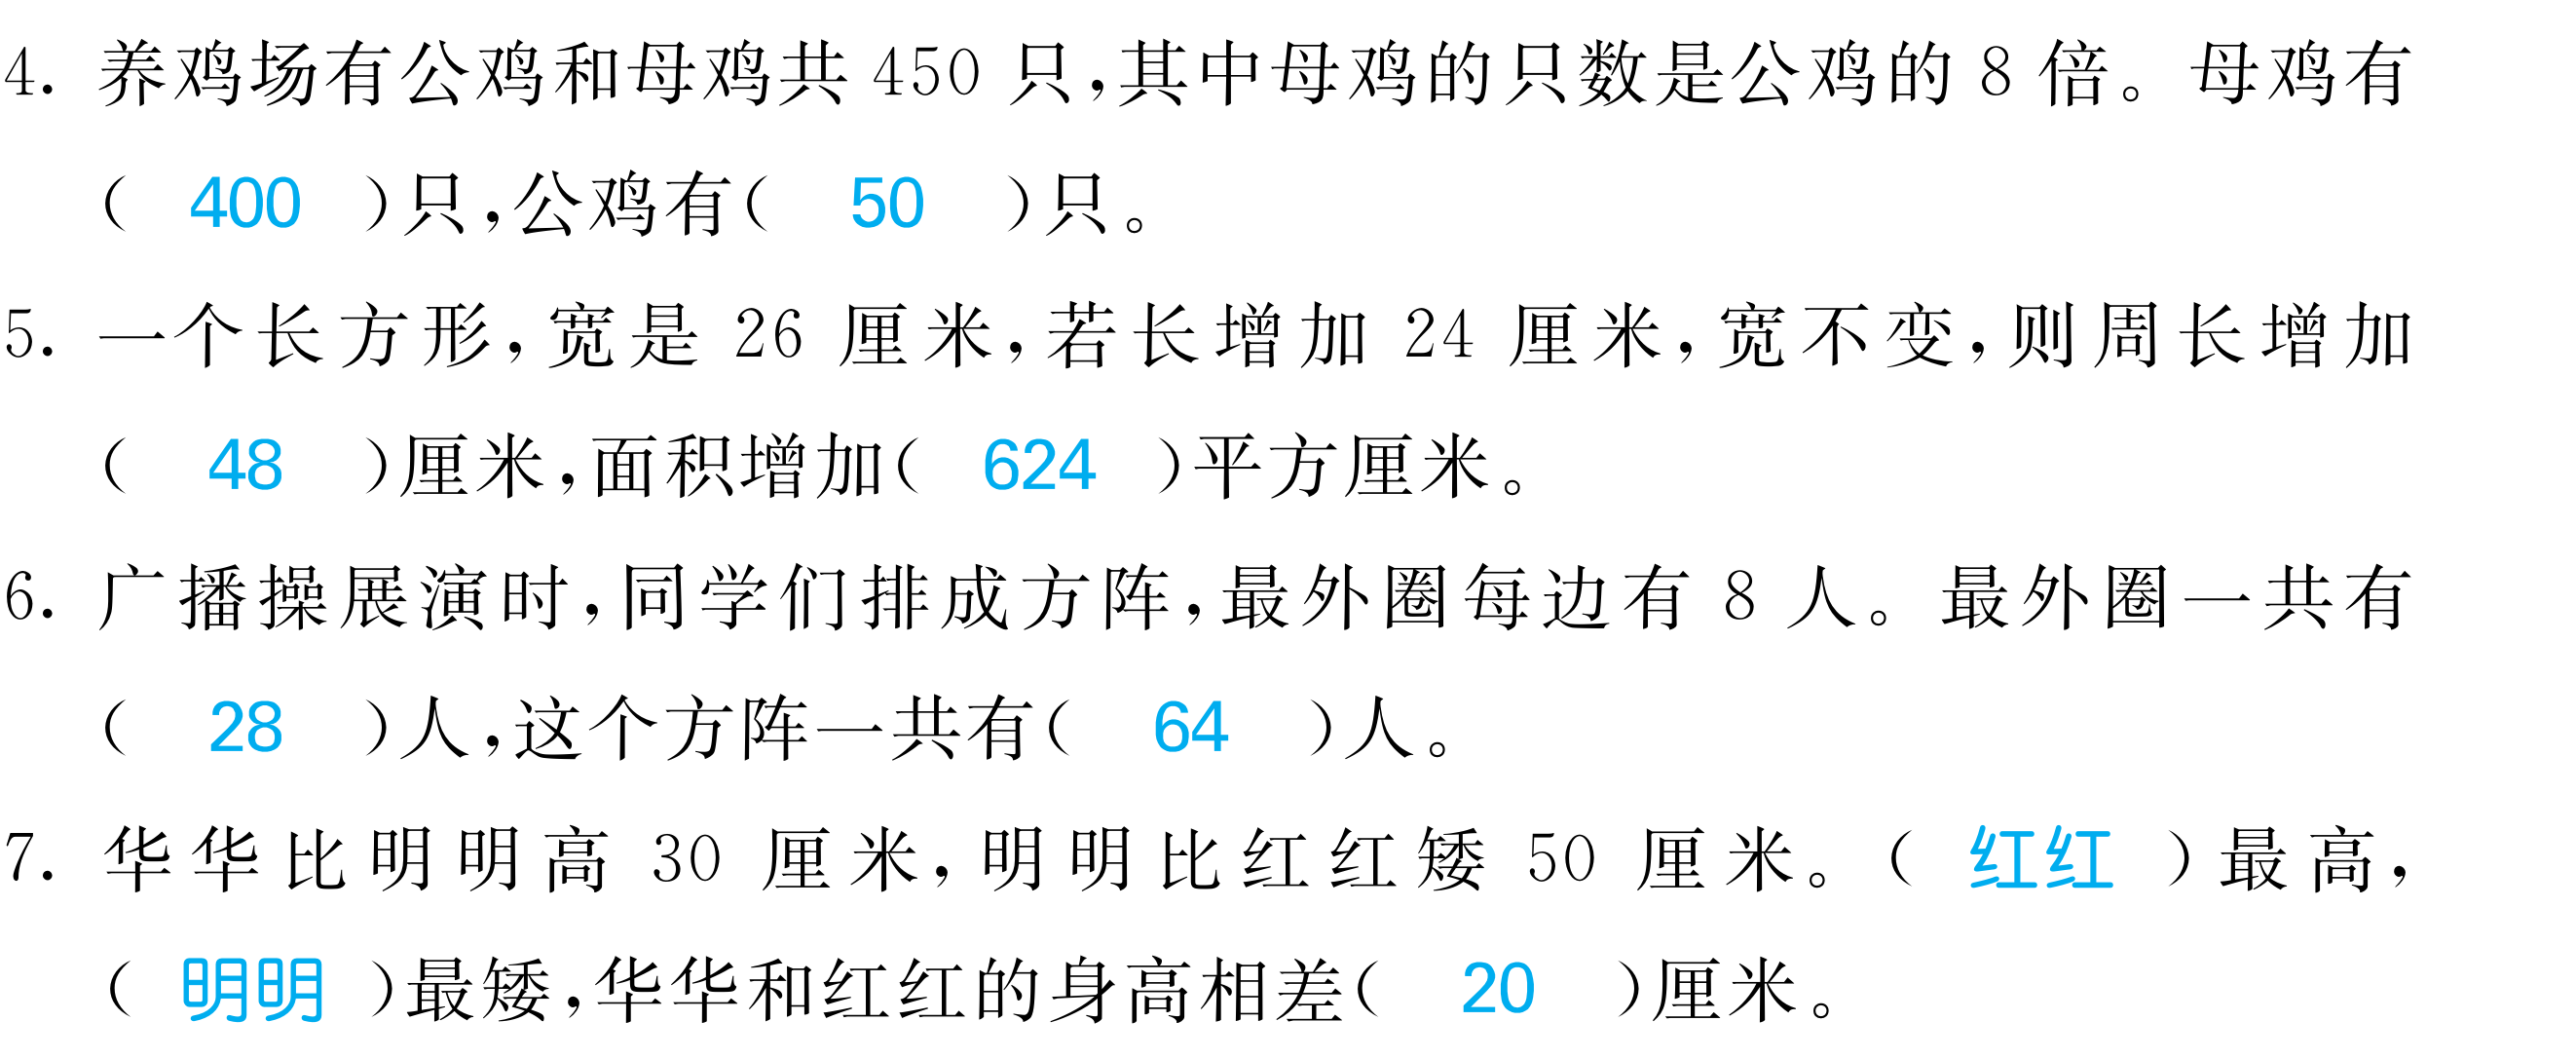 4. 养鸡场有公鸡和母鸡共 450 只,其中母鸡的只数是公鸡的 8 倍。母鸡有
( 400 )只,公鸡有( 50 )只。
5. 一个长方形,宽是 26 厘米,若长增加 24 厘米,宽不变,则周长增加
( 48 )厘米,面积增加( 624 )平方厘米。
6. 广播操展演时,同学们排成方阵,最外圈每边有 8 人。最外圈一共有
( 28 )人,这个方阵一共有( 64 )人。
7. 华华比明明高 30 厘米,明明比红红矮 50 厘米。( 红红 )最高,
( 明明 )最矮,华华和红红的身高相差( 20 )厘米。